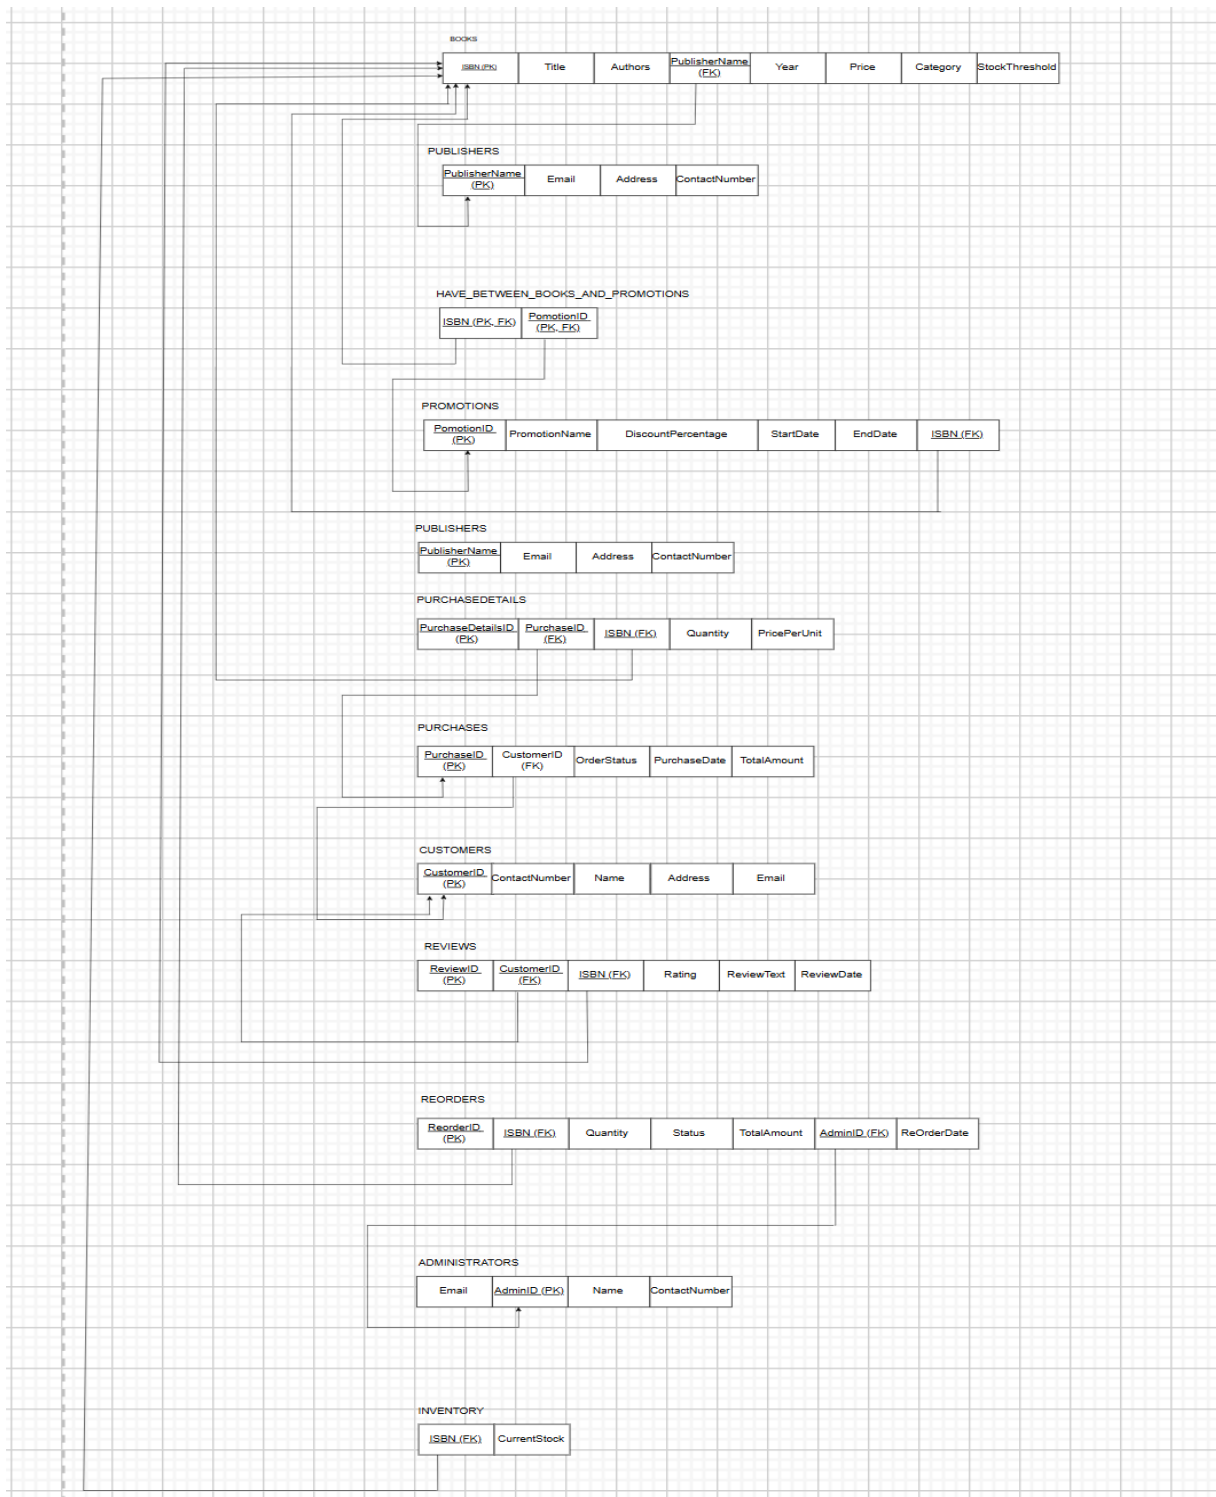 BOOKS
ISBN (PK) Title Authors PublisherName (FK) Year Price Category StockThreshold
PUBLISHERS
PublisherName (PK) Email Address ContactNumber
HAVE_BETWEEN_BOOKS_AND_PROMOTIONS
ISBN (PK, FK) PomotionID (PK, FK)
PROMOTIONS
PomotionID (PK) PromotionName DiscountPercentage StartDate EndDate ISBN (FK)
PUBLISHERS
PublisherName (PK) Email Address ContactNumber
PURCHASEDETAILS
PurchaseDetailsID (PK) PurchaseID (FK) ISBN (FK) Quantity PricePerUnit
PURCHASES
PurchaseID (PK) CustomerID (FK) OrderStatus PurchaseDate TotalAmount
CUSTOMERS
CustomerID (PK) ContactNumber Name Address Email
REVIEWS
ReviewID (PK) CustomerID (FK) ISBN (FK) Rating ReviewText ReviewDate
REORDERS
ReorderID (PK) ISBN (FK) Quantity Status TotalAmount AdminID (FK) ReOrderDate
ADMINISTRATORS
Email AdminID (PK) Name ContactNumber
INVENTORY
ISBN (FK) CurrentStock